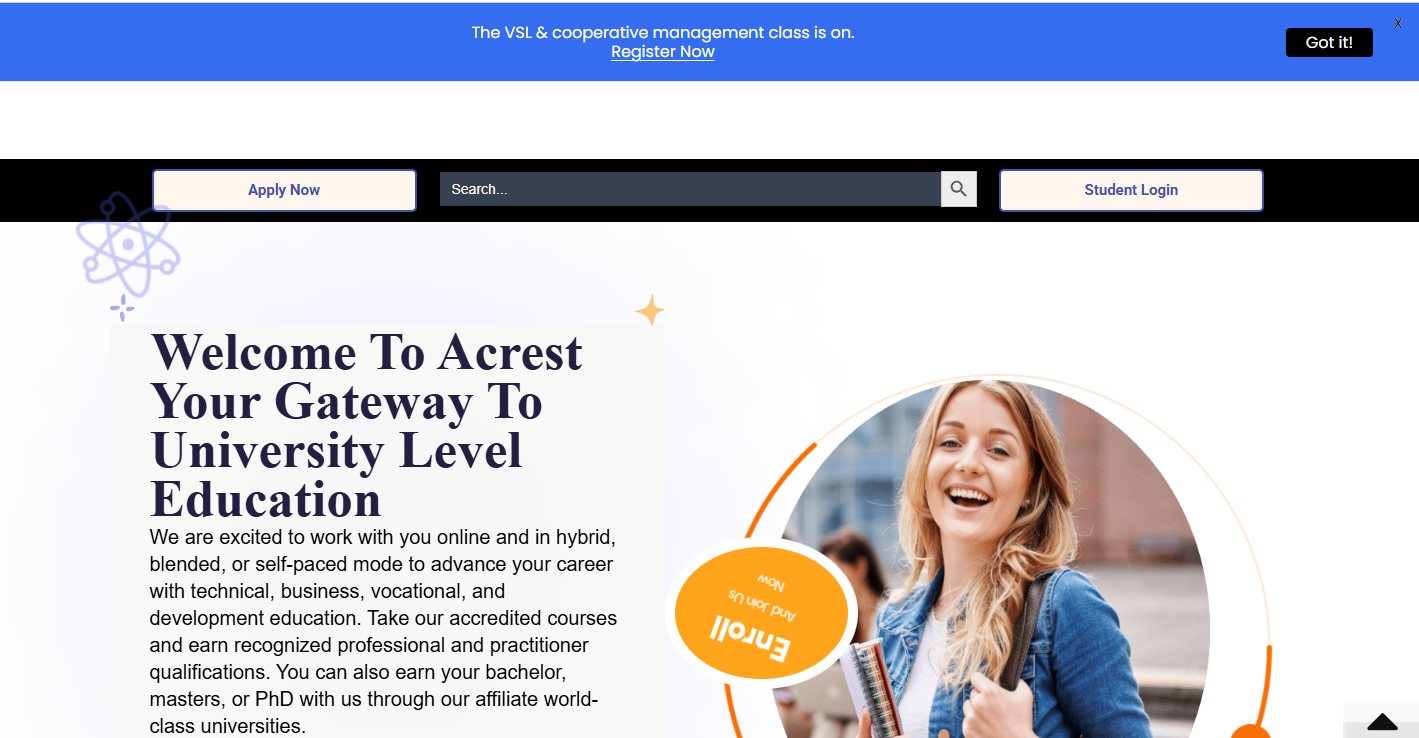 The VSL & cooperative management class is on.
Register Now
Got it!
X
Apply Now
Search...
Student Login
Welcome To Acrest
Your Gateway To
University Level
Education
We are excited to work with you online and in hybrid,
blended, or self-paced mode to advance your career
with technical, business, vocational, and
development education. Take our accredited courses
and earn recognized professional and practitioner
qualifications. You can also earn your bachelor,
masters, or PhD with us through our affiliate world-
class universities.
Enroll
And Join Us
Now